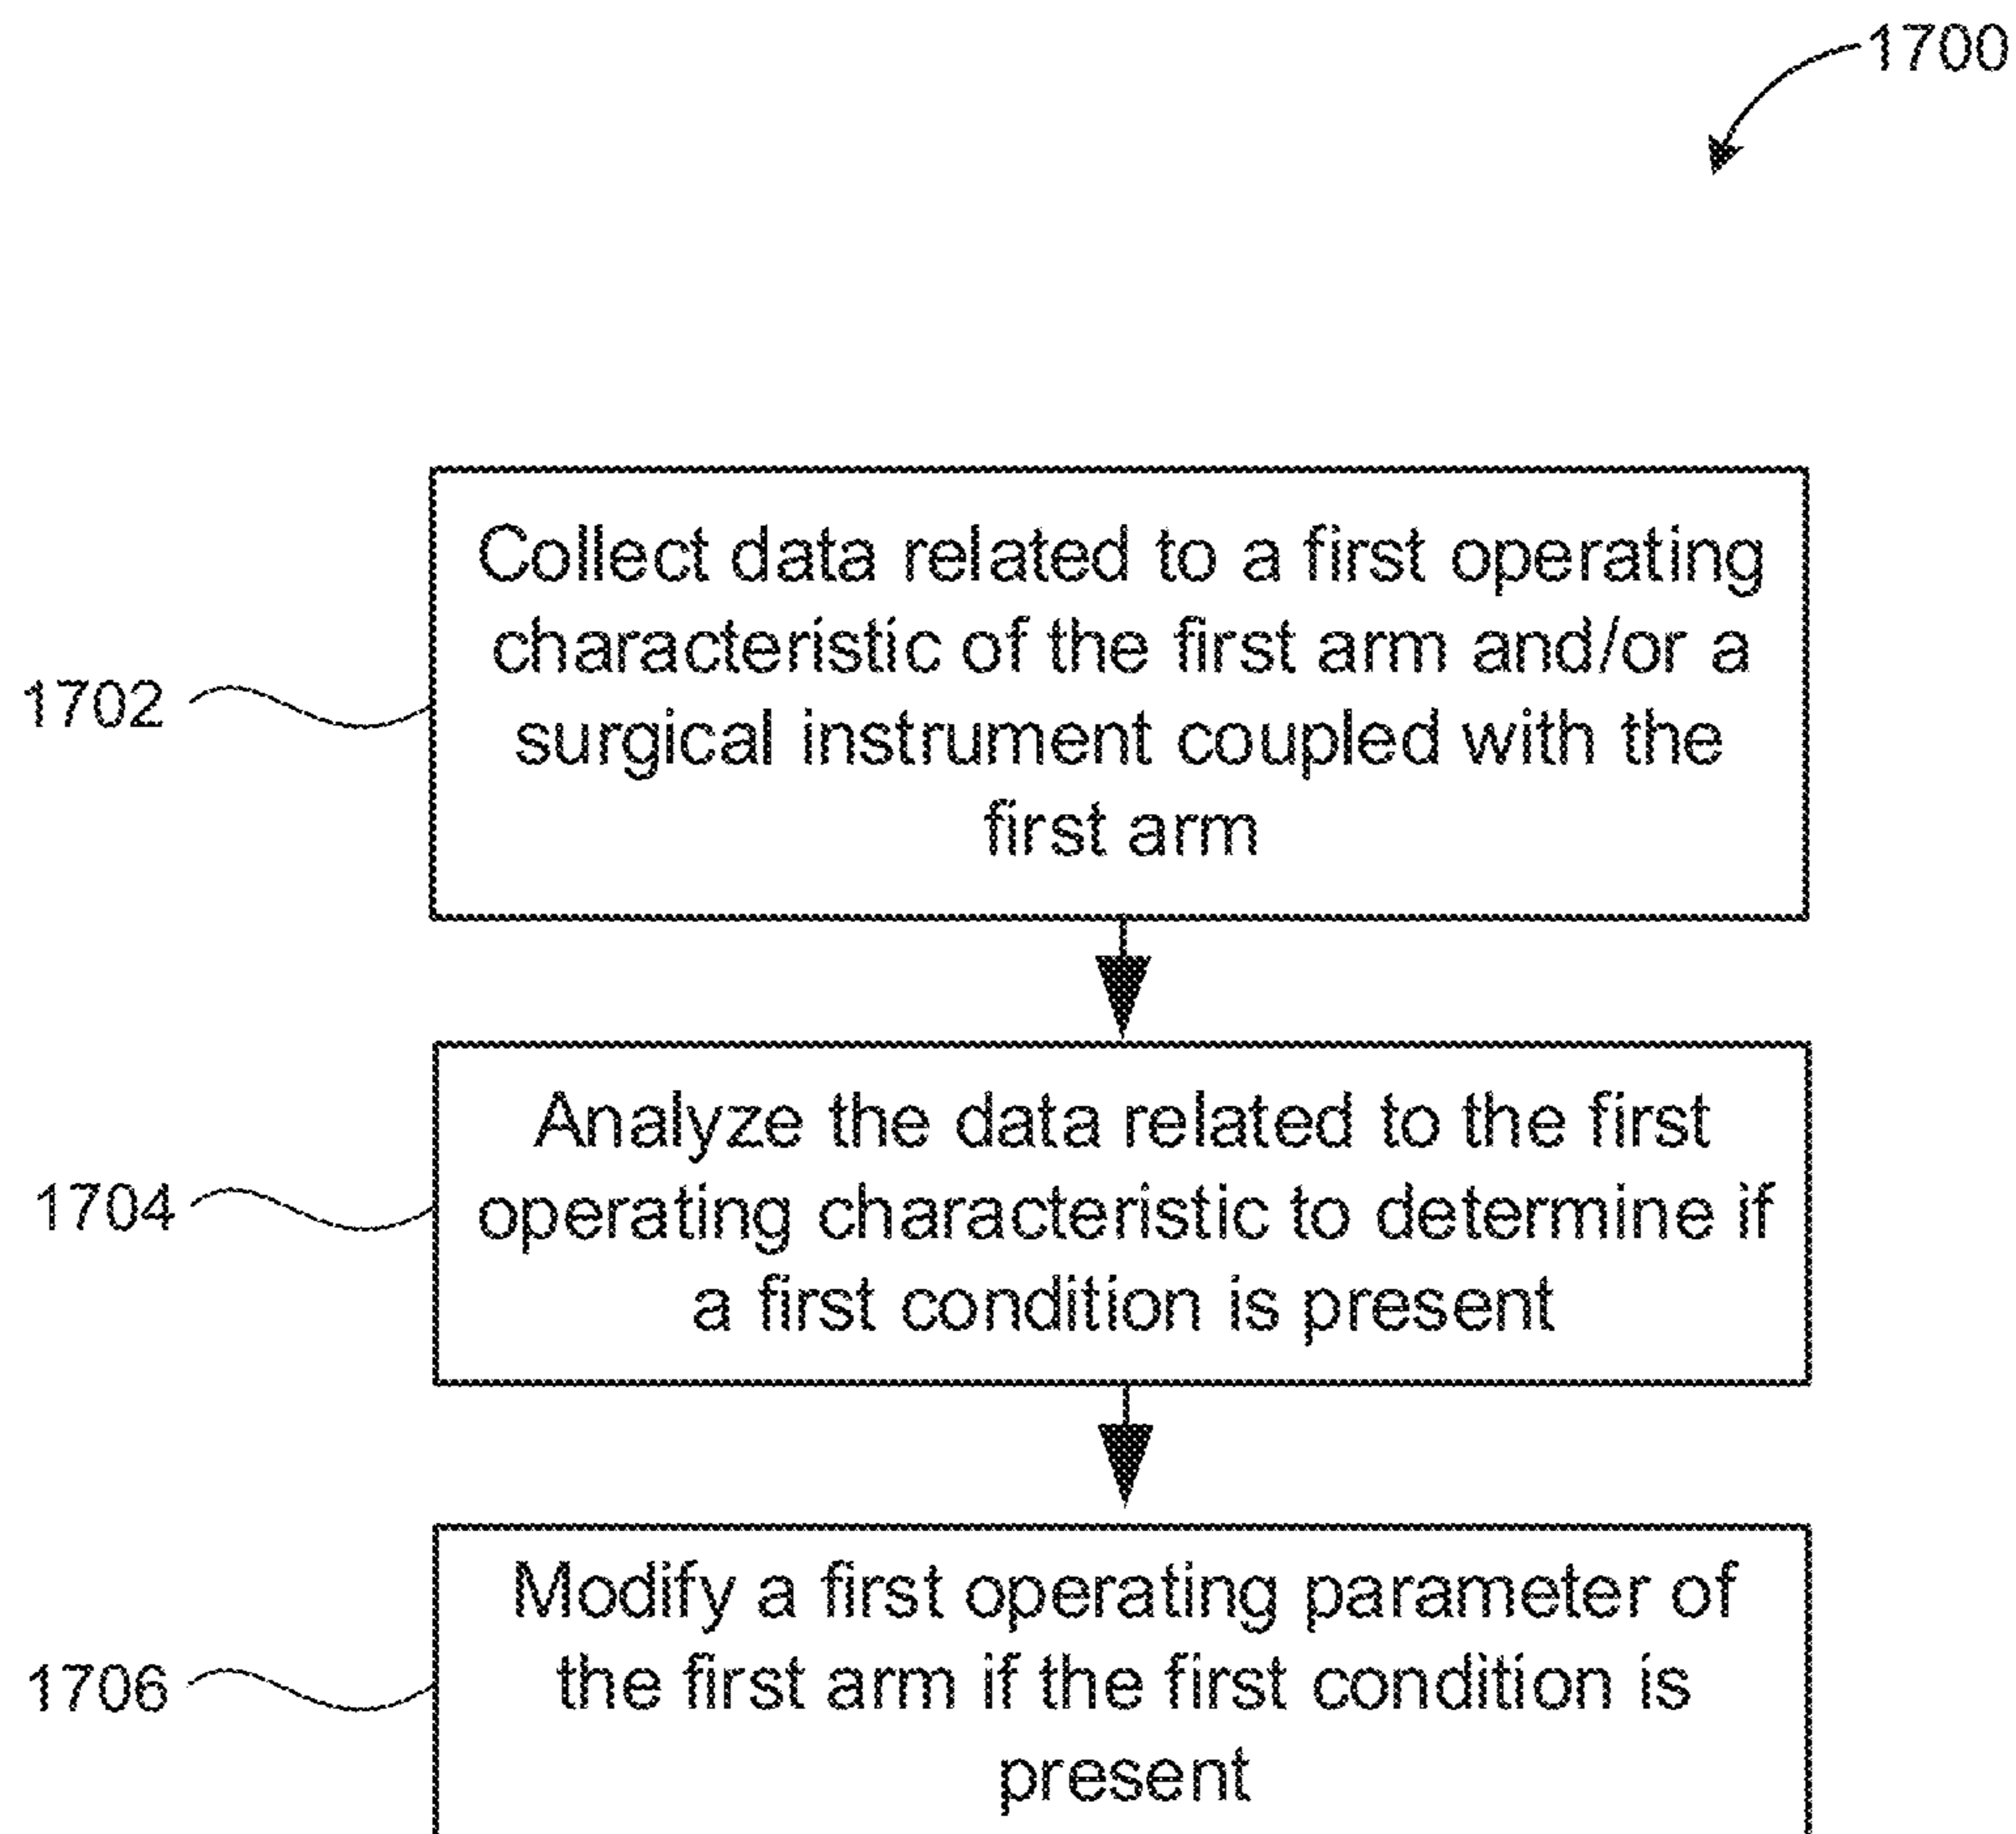 1700
Collect data related to a first operating
characteristic of the first arm and/or a
surgical instrument coupled with the
first arm
1702
Analyze the data related to the first
operating characteristic to determine if
a first condition is present
1704
Modify a first operating parameter of
the first arm if the first condition is
present
1706